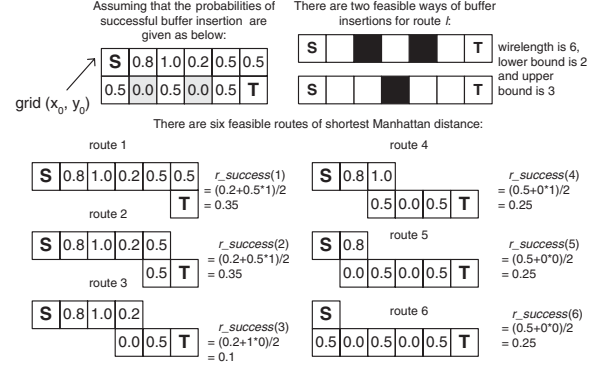 Assuming that the probabilities of
successful buffer insertion are
given as below:
S 0.8 1.0 0.2 0.5 0.5
0.5 0.0 0.5 0.0 0.5 T
grid (x0, y0)
There are two feasible ways of buffer
insertions for route l:
S T
S T
wirelength is 6,
lower bound is 2
and upper
bound is 3
There are six feasible routes of shortest Manhattan distance:
route 1
S 0.8 1.0 0.2 0.5 0.5
T
r_success(1)
= (0.2+0.5*1)/2
= 0.35
route 2
S 0.8 1.0 0.2 0.5
0.5 T
r_success(2)
= (0.2+0.5*1)/2
= 0.35
route 3
S 0.8 1.0 0.2
0.0 0.5 T
r_success(3)
= (0.2+1*0)/2
= 0.1
route 4
S 0.8 1.0
0.5 0.0 0.5 T
r_success(4)
= (0.5+0*1)/2
= 0.25
route 5
S 0.8
0.0 0.5 0.0 0.5 T
r_success(5)
= (0.5+0*0)/2
= 0.25
route 6
S
0.5 0.0 0.5 0.0 0.5 T
r_success(6)
= (0.5+0*0)/2
= 0.25